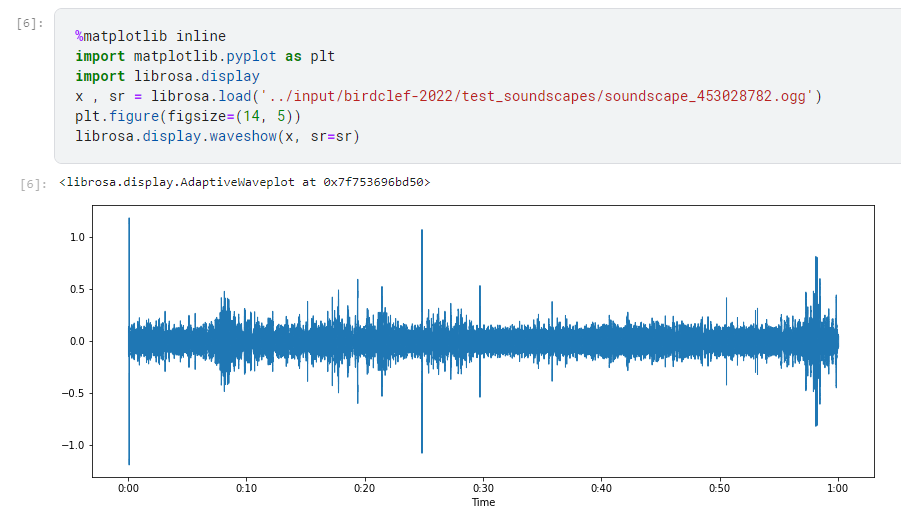 [6]:
%matplotlib inline
import matplotlib.pyplot as plt
import librosa.display
x , sr = librosa.load('../input/birdclef-2022/test_soundscapes/soundscape_453028782.ogg')
plt.figure(figsize=(14, 5))
librosa.display.waveshow(x, sr=sr)
[6]: <librosa.display.AdaptiveWaveplot at 0x7f753696bd50>
1.0
0.5
0.0
−0.5
−1.0
0:00 0:10 0:20 0:30 0:40 0:50 1:00
Time